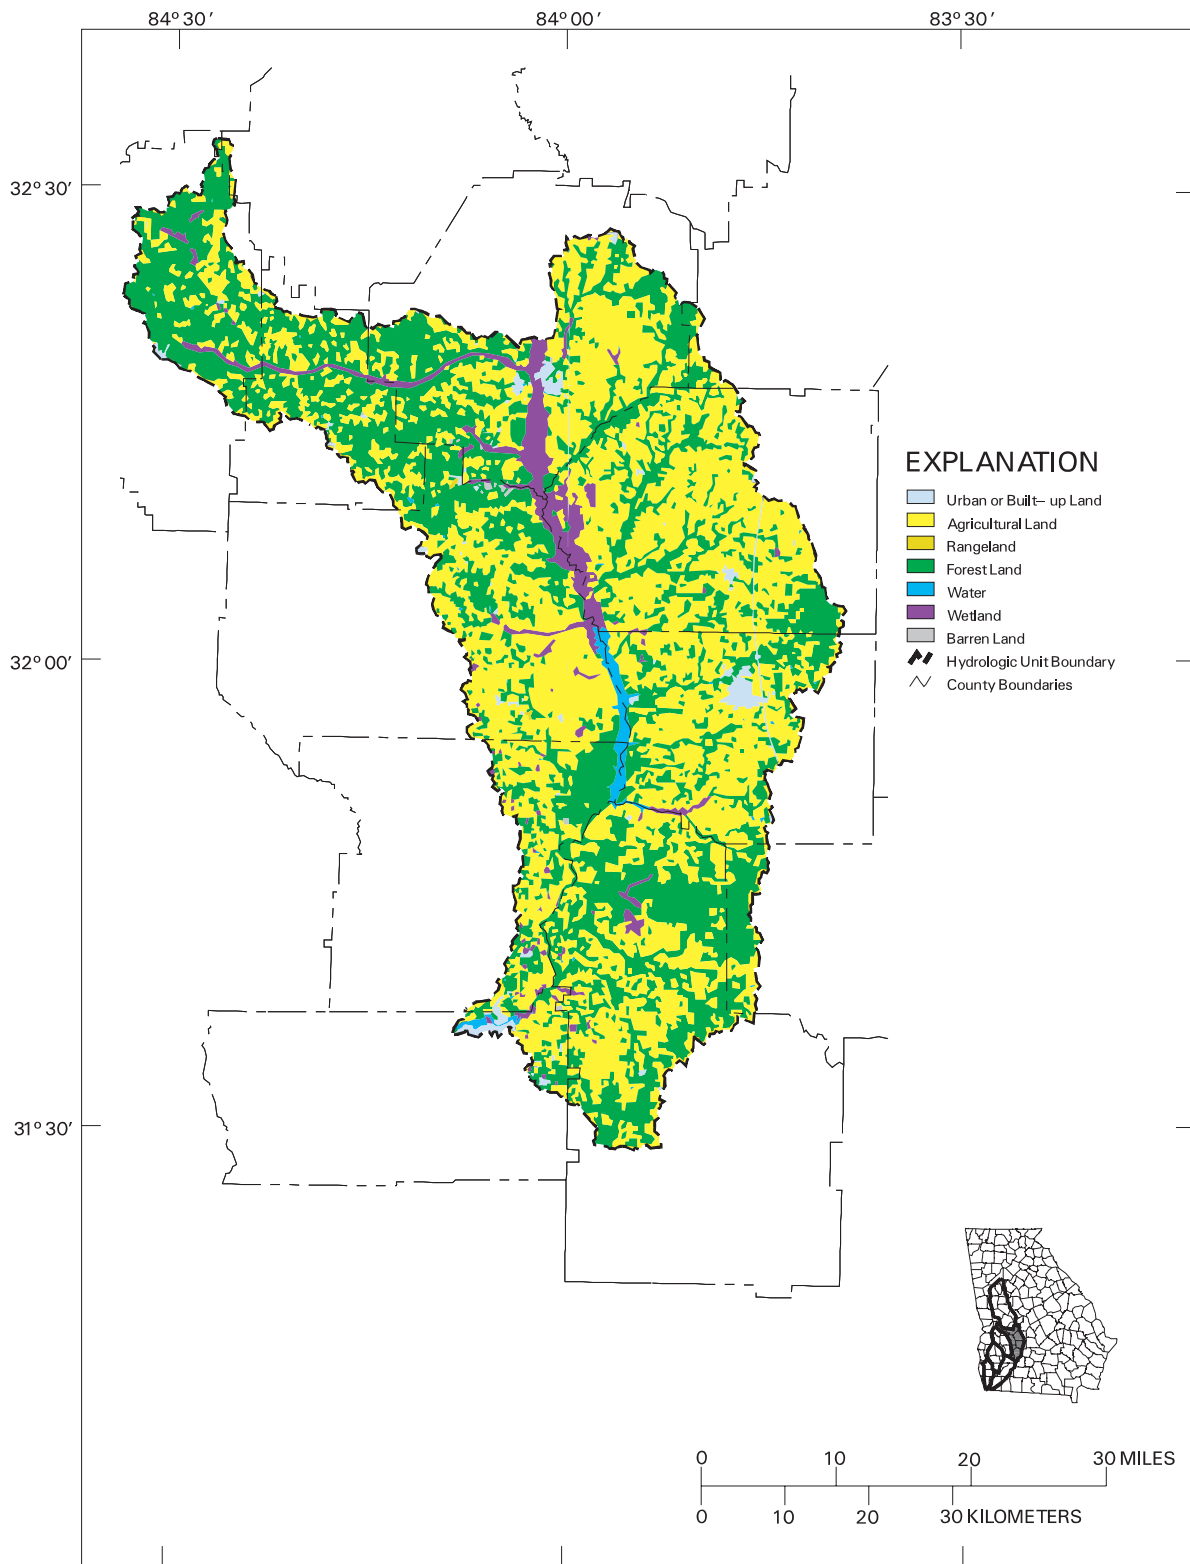 84° 30’ 84° 00’ 83° 30’
32° 30’
EXPLANATION
Urban or Built– up Land
Agricultural Land
Rangeland
Forest Land
Water
Wetland
Barren Land
Hydrologic Unit Boundary
County Boundaries
32° 00’
31° 30’
0 10 20 30 MILES
0 10 20 30 KILOMETERS